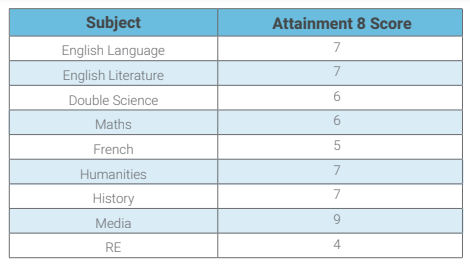 Subject Attainment 8 Score
English Language 7
English Literature 7
Double Science 6
Maths 6
French 5
Humanities 7
History 7
Media 9
RE 4